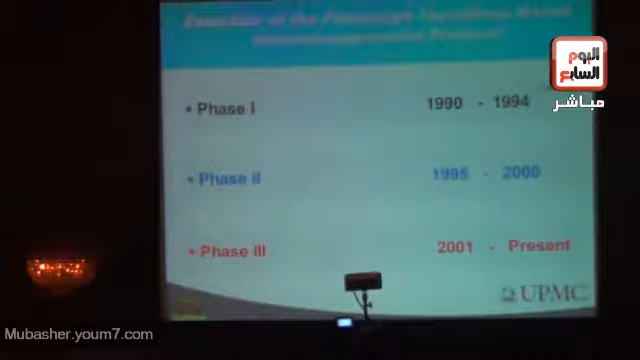 اليوم
السابع
مباشر
• Phase I 1990 - 1994
• Phase II 1995 - 2000
• Phase III 2001 - Present
UPMC
Mubasher.youm7.com